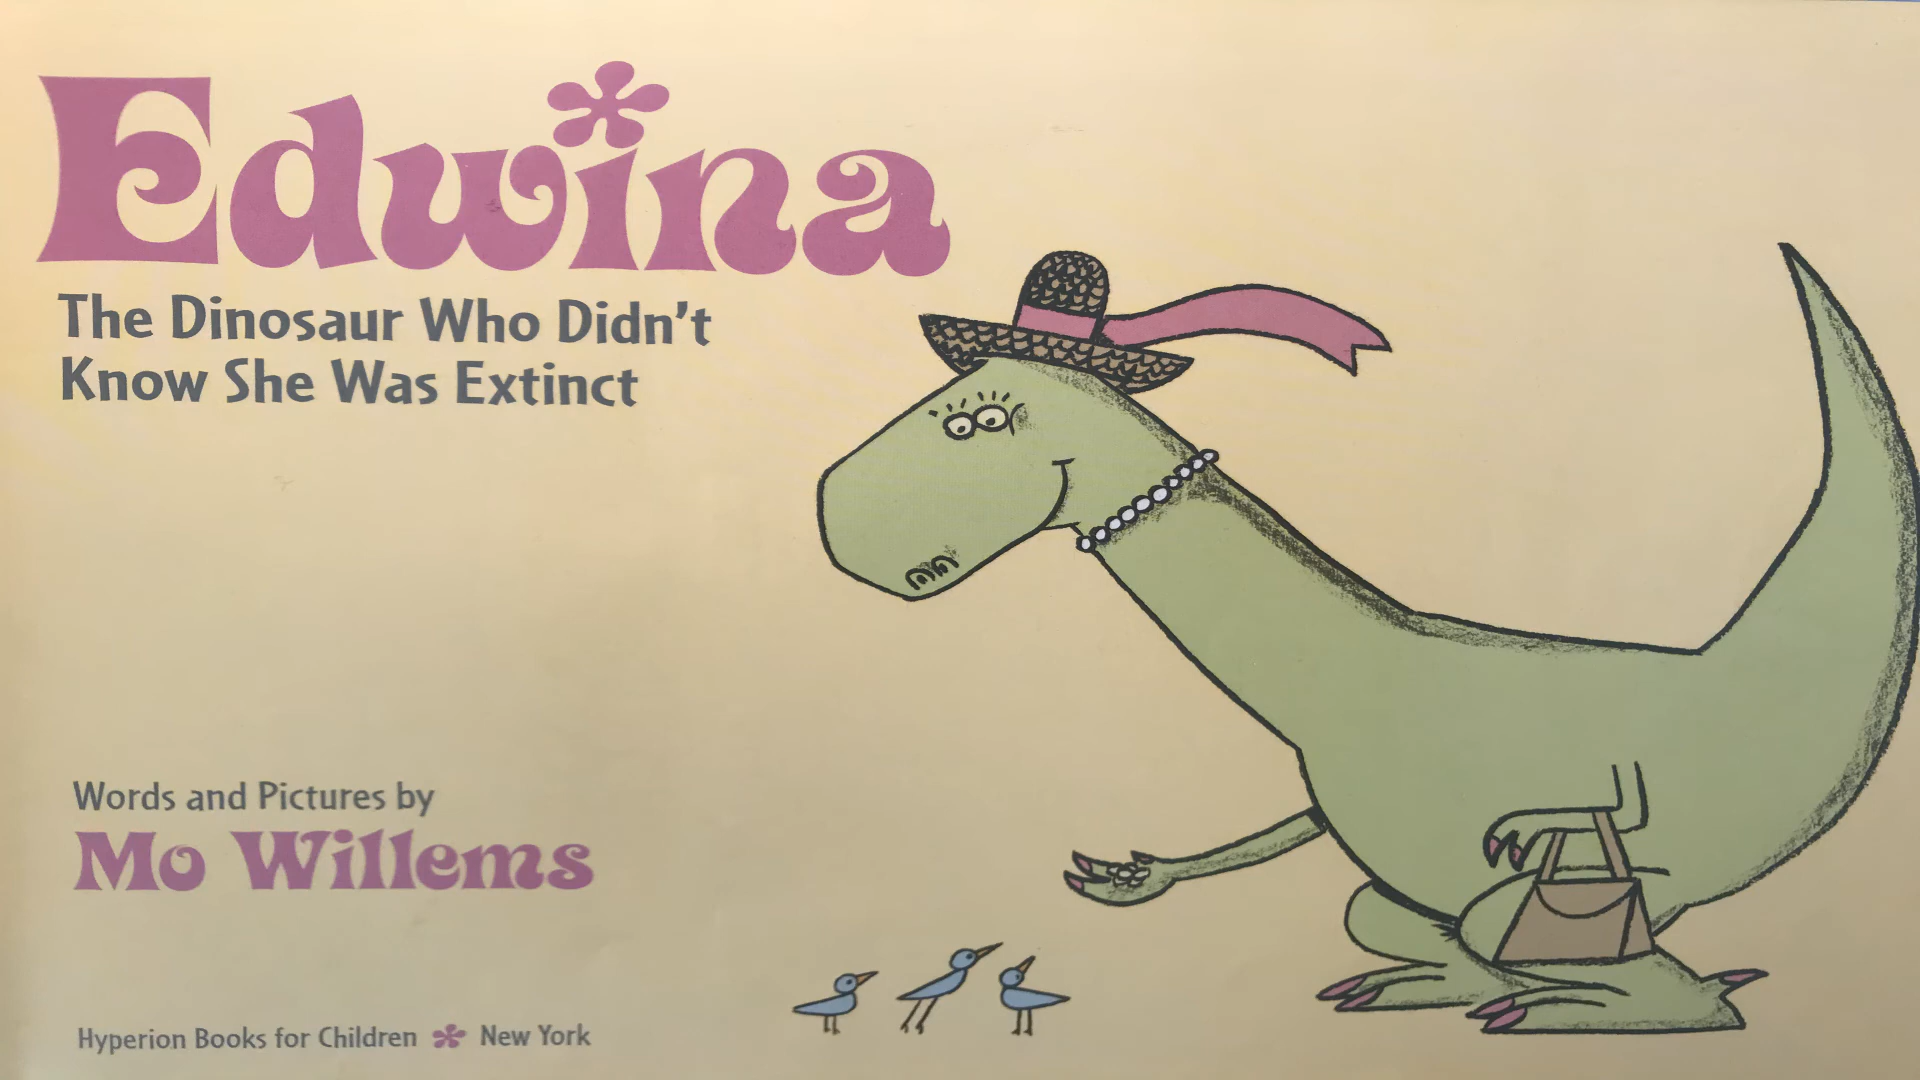 Edwina
The Dinosaur Who Didn't
Know She Was Extinct
Words and Pictures by
Mo Willems
Hyperion Books for Children New York